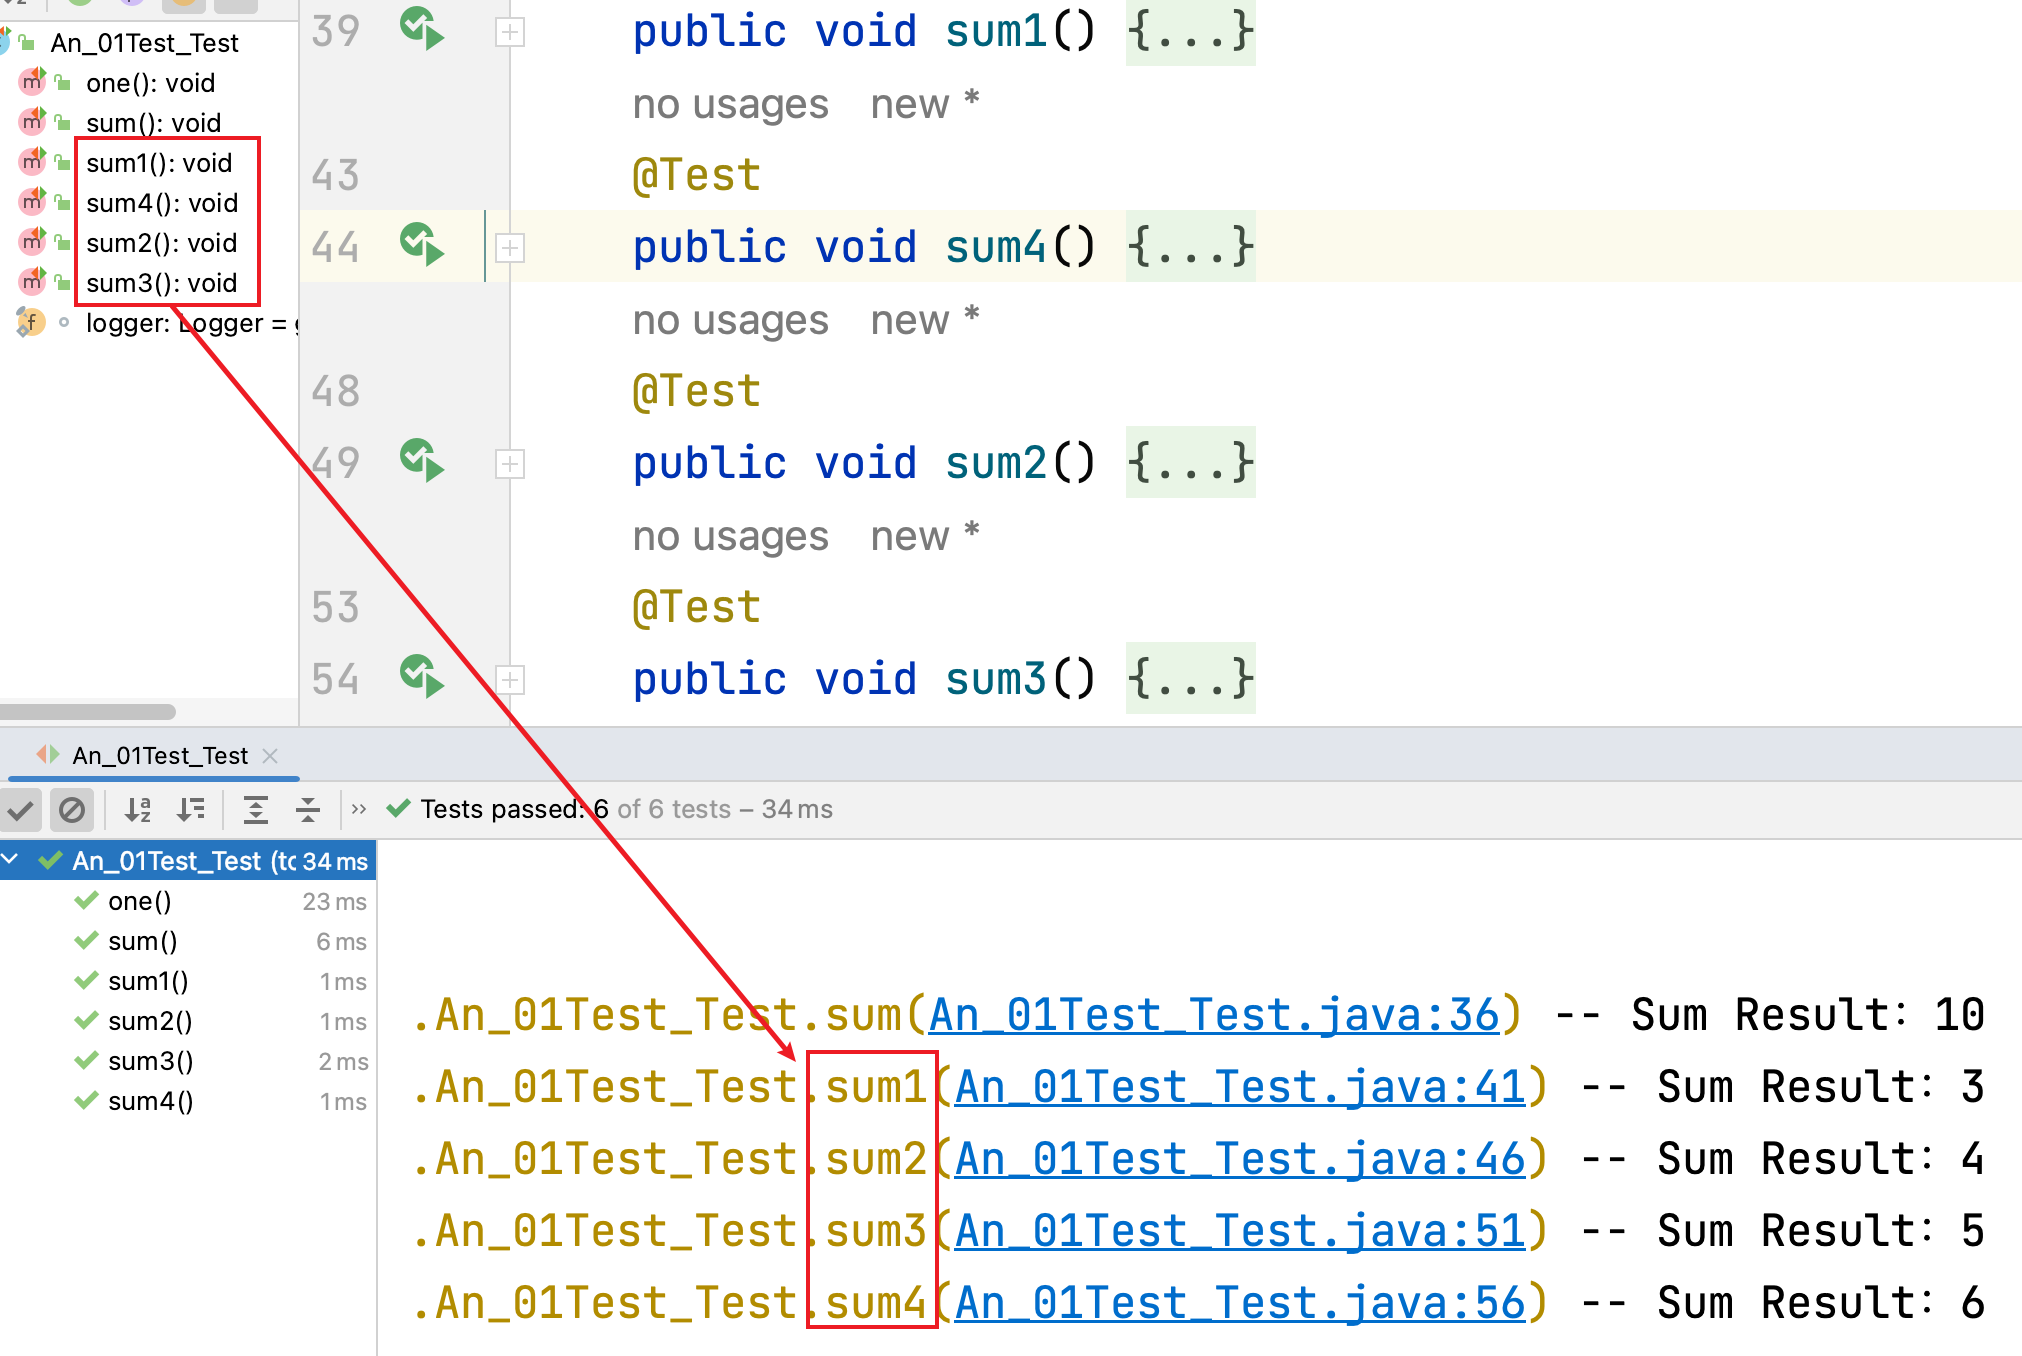 An_01Test_Test
one(): void
sum(): void
sum1(): void
sum4(): void
sum2(): void
sum3(): void
logger: Logger =
39 public void sum1() {...}
no usages new *
43 @Test
44 public void sum4() {...}
no usages new *
48 @Test
49 public void sum2() {...}
no usages new *
53 @Test
54 public void sum3() {...}
An_01Test_Test
Tests passed: 6 of 6 tests – 34 ms
An_01Test_Test (to 34 ms
one() 23 ms
sum() 6 ms
sum1() 1 ms
sum2() 1 ms
sum3() 2 ms
sum4() 1 ms
.An_01Test_Test.sum(An_01Test_Test.java:36) -- Sum Result: 10
.An_01Test_Test.sum1(An_01Test_Test.java:41) -- Sum Result: 3
.An_01Test_Test.sum2(An_01Test_Test.java:46) -- Sum Result: 4
.An_01Test_Test.sum3(An_01Test_Test.java:51) -- Sum Result: 5
.An_01Test_Test.sum4(An_01Test_Test.java:56) -- Sum Result: 6